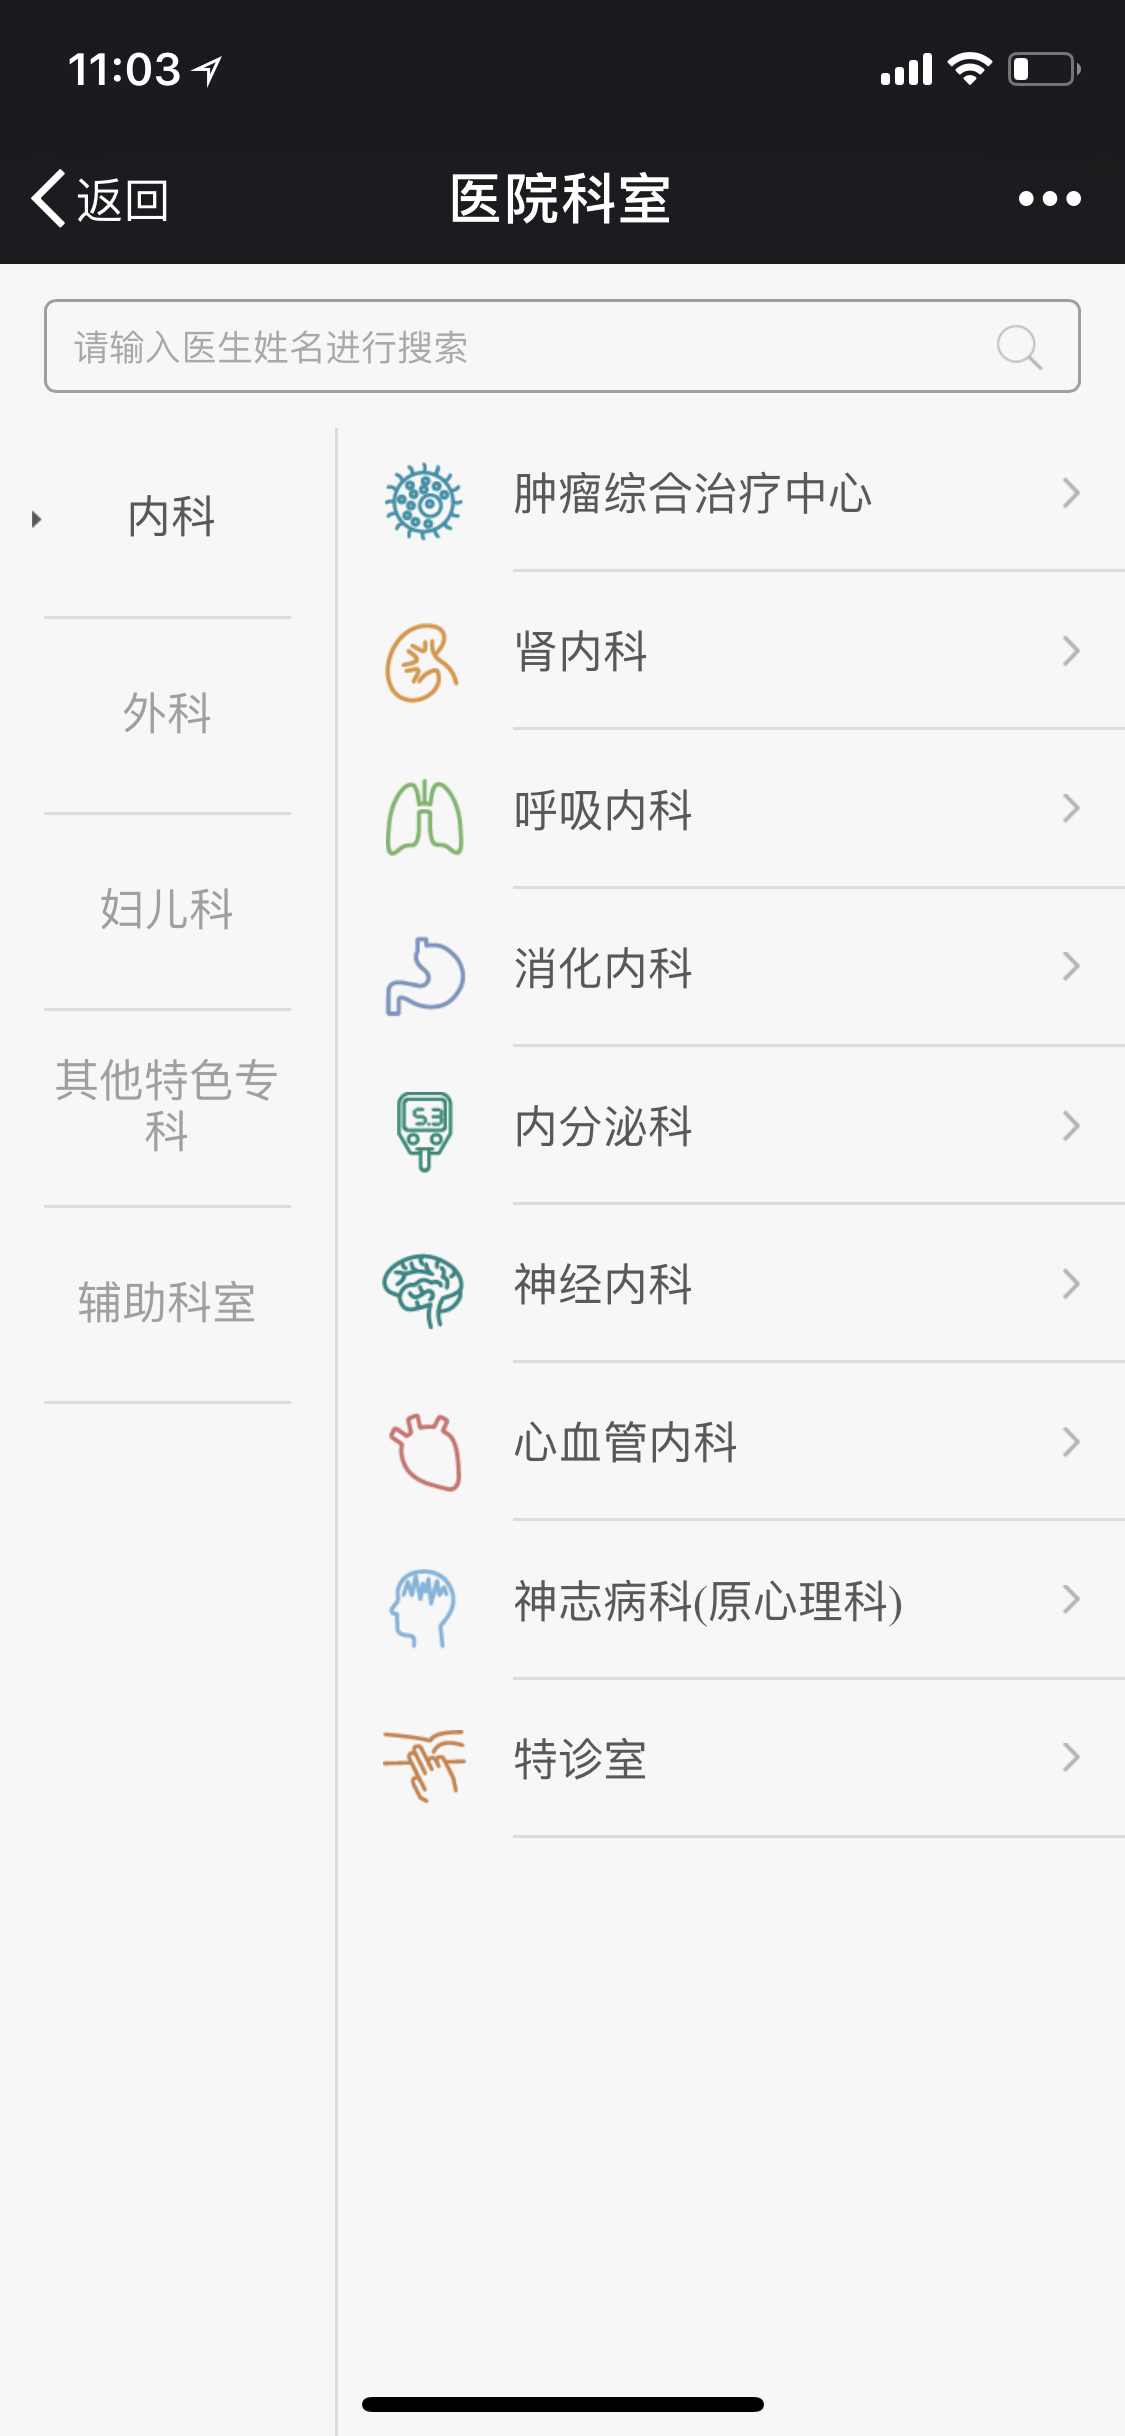 11:03
返回
医院科室
请输入医生姓名进行搜索
内科
外科
妇儿科
其他特色专
科
辅助科室
肿瘤综合治疗中心
肾内科
呼吸内科
消化内科
5.3
内分泌科
神经内科
心血管内科
神志病科(原心理科)
特诊室